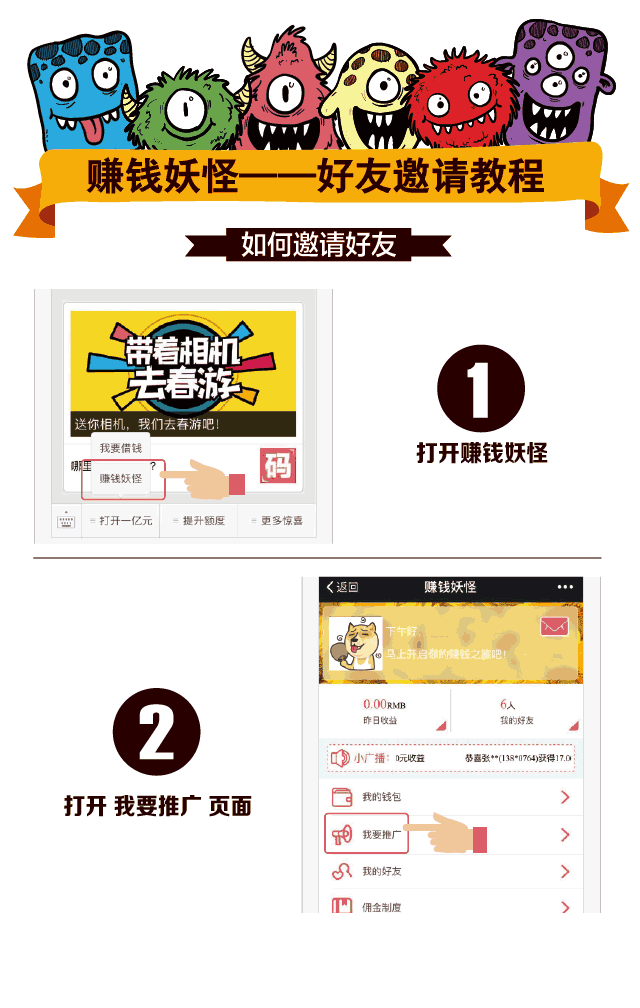 赚钱妖怪——好友邀请教程
如何邀请好友
带着相机
去春游
送你相机，我们去春游吧！
我要借钱
哪里
?
码
赚钱妖怪
打开一亿元
提升额度
更多惊喜
1
打开赚钱妖怪
返回
赚钱妖怪
下午好、
马上开启你的赚钱之旅吧！
0.00RMB
昨日收益
6人
我的好友
小广播：
0元收益
恭喜张**(138*0764)获得17.0
我的钱包
我要推广
我的好友
佣金制度
2
打开 我要推广 页面